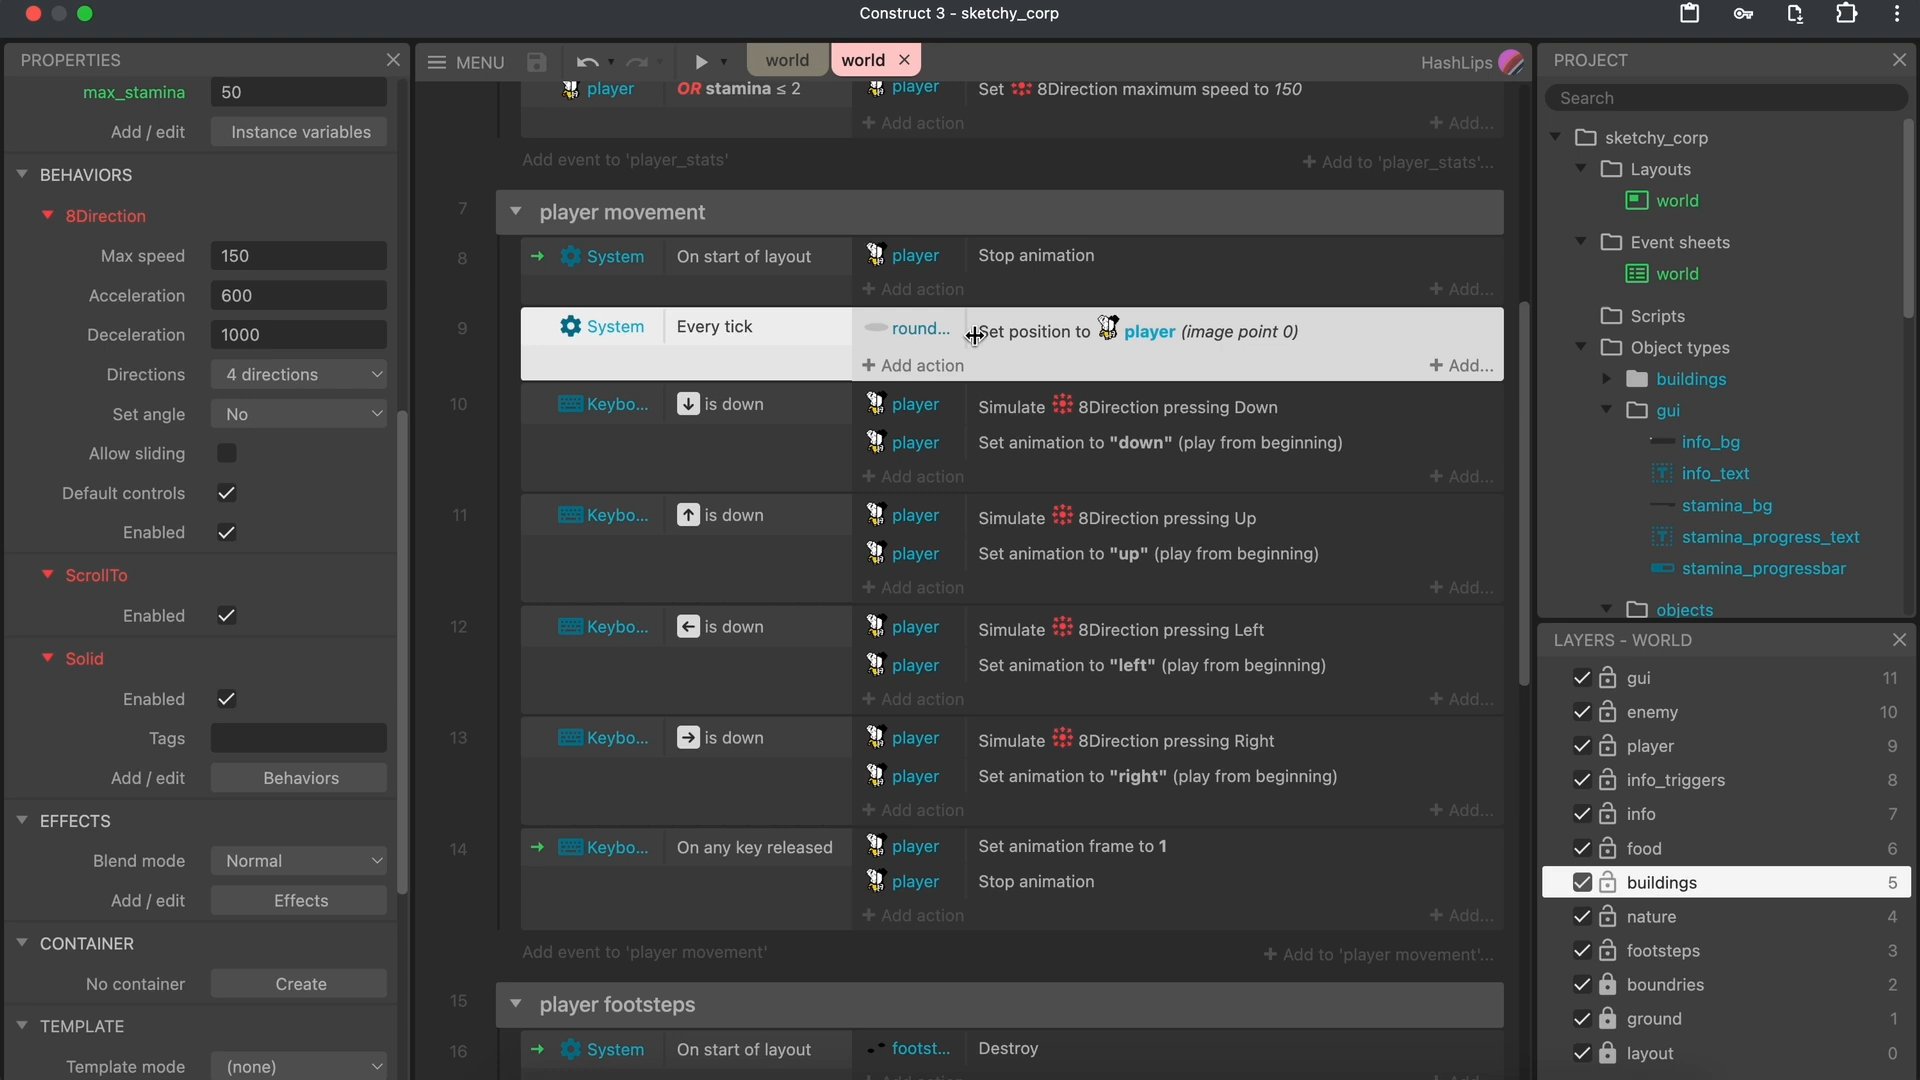 Construct 3 - sketchy_corp
PROPERTIES
max_stamina 50
Add / edit Instance variables
BEHAVIORS
8Direction
Max speed 150
Acceleration 600
Deceleration 1000
Directions 4 directions
Set angle No
Allow sliding
Default controls
Enabled
ScrollTo
Enabled
Solid
Enabled
Tags
Add / edit Behaviors
EFFECTS
Blend mode Normal
Add / edit Effects
CONTAINER
No container Create
TEMPLATE
Template mode (none)
MENU world world HashLips
player OR stamina ≤ 2 player Set 8Direction maximum speed to 150
+ Add action + Add...
Add event to 'player_stats' + Add to 'player_stats'...
7 player movement
8 System On start of layout player Stop animation
+ Add action + Add...
9 System Every tick round... Set position to player (image point 0)
+ Add action + Add...
10 Keybo... ↓ is down player Simulate 8Direction pressing Down
player Set animation to "down" (play from beginning)
+ Add action + Add...
11 Keybo... ↑ is down player Simulate 8Direction pressing Up
player Set animation to "up" (play from beginning)
+ Add action + Add...
12 Keybo... ← is down player Simulate 8Direction pressing Left
player Set animation to "left" (play from beginning)
+ Add action + Add...
13 Keybo... → is down player Simulate 8Direction pressing Right
player Set animation to "right" (play from beginning)
+ Add action + Add...
14 Keybo... On any key released player Set animation frame to 1
player Stop animation
+ Add action + Add...
Add event to 'player movement' + Add to 'player movement'...
15 player footsteps
16 System On start of layout footst... Destroy
PROJECT
Search
sketchy_corp
Layouts
world
Event sheets
world
Scripts
Object types
buildings
gui
info_bg
info_text
stamina_bg
stamina_progress_text
stamina_progressbar
objects
LAYERS - WORLD
gui 11
enemy 10
player 9
info_triggers 8
info 7
food 6
buildings 5
nature 4
footsteps 3
boundries 2
ground 1
layout 0